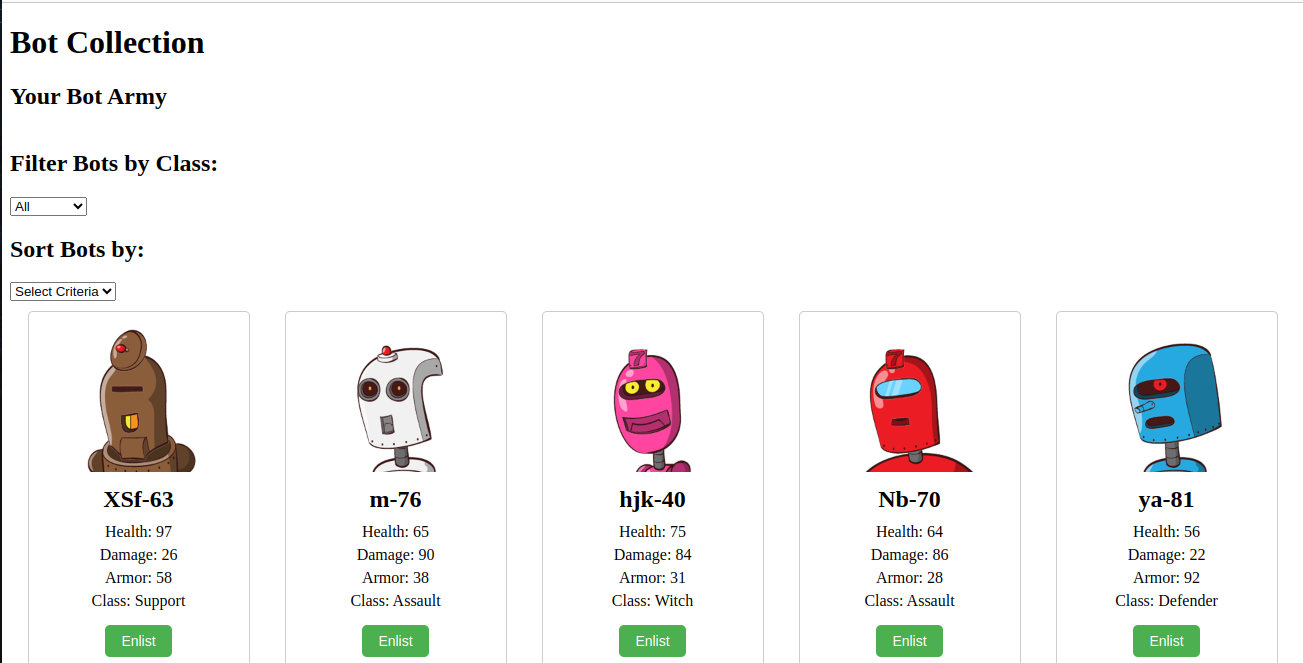 Bot Collection
Your Bot Army
Filter Bots by Class:
All
Sort Bots by:
Select Criteria
XSf-63
Health: 97
Damage: 26
Armor: 58
Class: Support
Enlist
m-76
Health: 65
Damage: 90
Armor: 38
Class: Assault
Enlist
hjk-40
Health: 75
Damage: 84
Armor: 31
Class: Witch
Enlist
Nb-70
Health: 64
Damage: 86
Armor: 28
Class: Assault
Enlist
ya-81
Health: 56
Damage: 22
Armor: 92
Class: Defender
Enlist